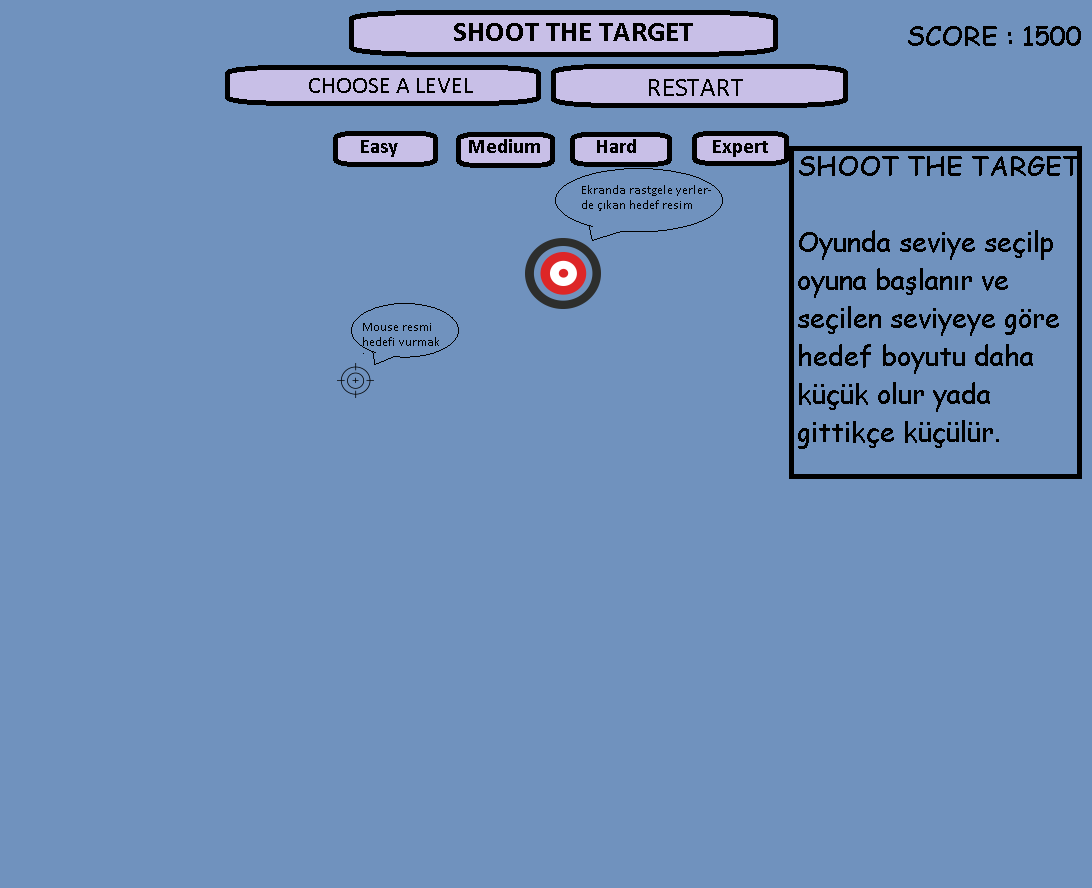 SHOOT THE TARGET
SCORE : 1500
CHOOSE A LEVEL
RESTART
Easy
Medium
Hard
Expert
Ekranda rastgele yerler-
de çıkan hedef resim
Mouse resmi
hedefi vurmak
SHOOT THE TARGET
Oyunda seviye seçilp
oyuna başlanır ve
seçilen seviyeye göre
hedef boyutu daha
küçük olur yada
gittikçe küçülür.